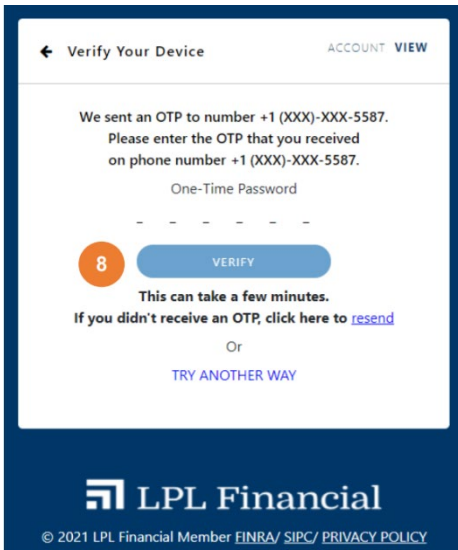 ← Verify Your Device ACCOUNT VIEW
We sent an OTP to number +1 (XXX)-XXX-5587.
Please enter the OTP that you received
on phone number +1 (XXX)-XXX-5587.
One-Time Password
– – – – – –
8 VERIFY
This can take a few minutes.
If you didn't receive an OTP, click here to resend
Or
TRY ANOTHER WAY
LPL Financial
© 2021 LPL Financial Member FINRA/ SIPC/ PRIVACY POLICY